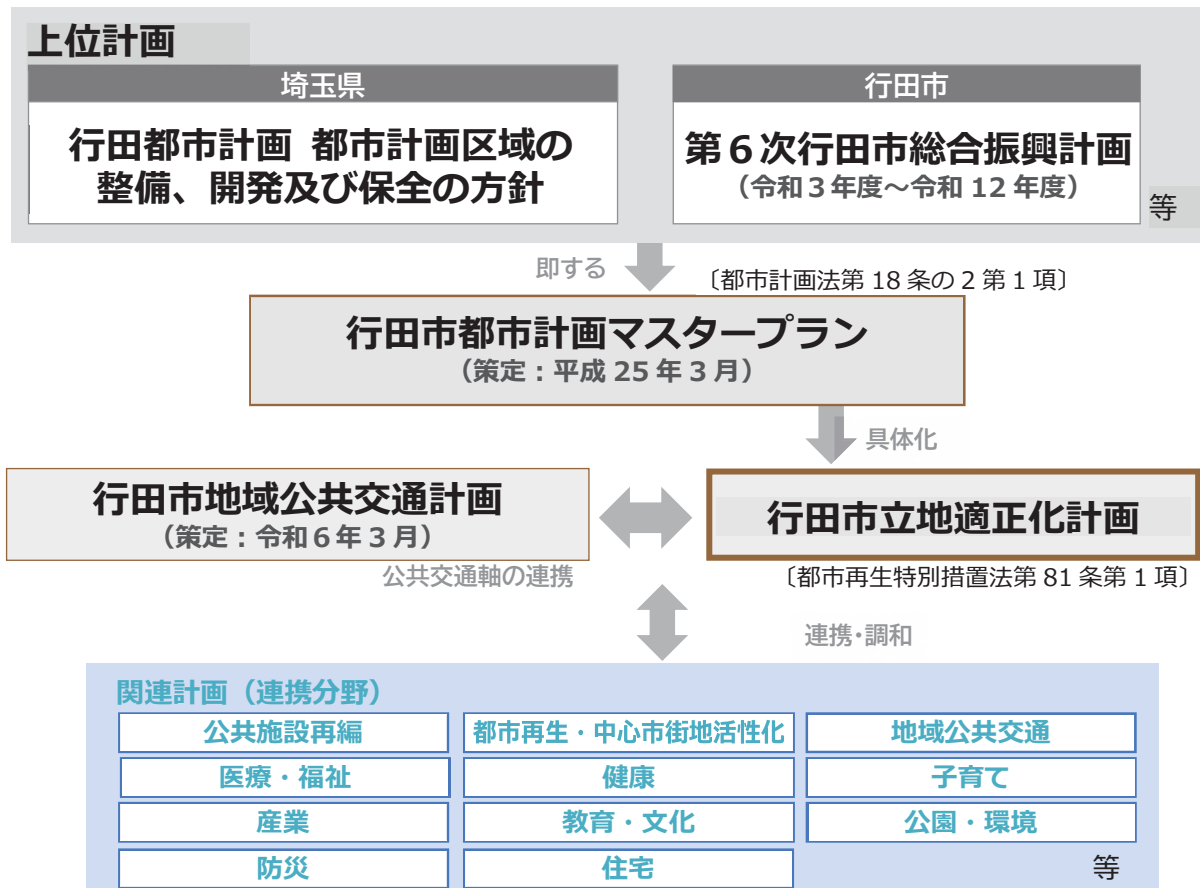 上位計画
埼玉県
行田都市計画 都市計画区域の
整備、開発及び保全の方針
行田市
第6次行田市総合振興計画
（令和3年度～令和12年度）
等
即する
〔都市計画法第18条の2第1項〕
行田市都市計画マスタープラン
（策定：平成25年3月）
具体化
行田市地域公共交通計画
（策定：令和6年3月）
公共交通軸の連携
行田市立地適正化計画
〔都市再生特別措置法第81条第1項〕
連携・調和
関連計画（連携分野）
公共施設再編
都市再生・中心市街地活性化
地域公共交通
医療・福祉
健康
子育て
産業
教育・文化
公園・環境
防災
住宅
等